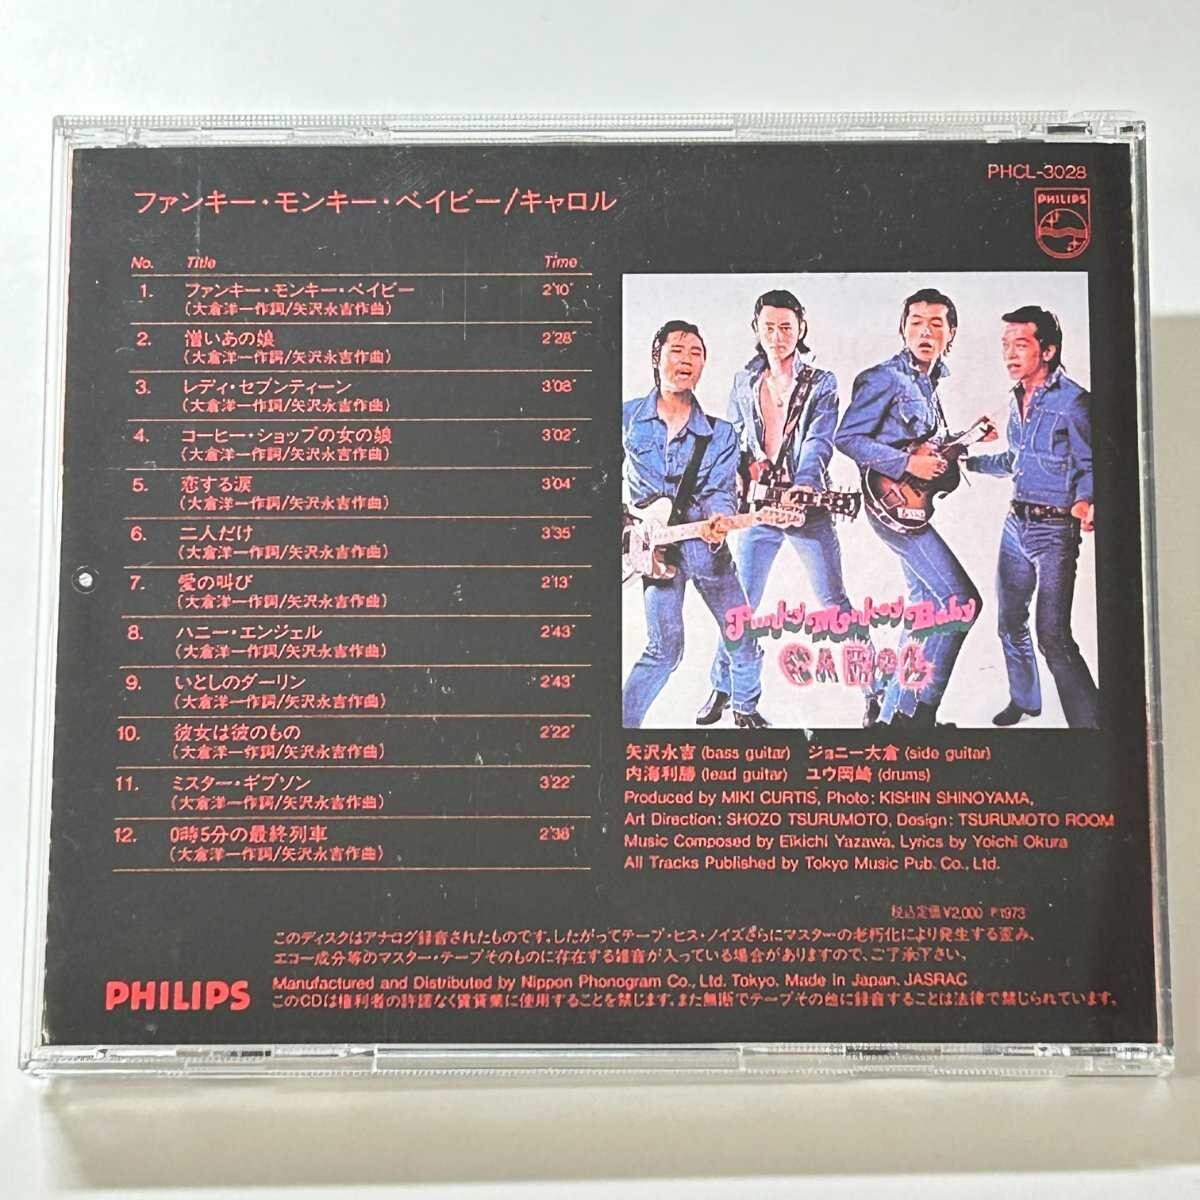 PHCL-3028
PHILIPS
ファンキー・モンキー・ベイビー/キャロル
No. Title Time
1. ファンキー・モンキー・ベイビー 2'10"
(大倉洋一作詞/矢沢永吉作曲)
2. 憎いあの娘 2'28"
(大倉洋一作詞/矢沢永吉作曲)
3. レディ・セブンティーン 3'08"
(大倉洋一作詞/矢沢永吉作曲)
4. コーヒー・ショップの女の娘 3'02"
(大倉洋一作詞/矢沢永吉作曲)
5. 恋する涙 3'04"
(大倉洋一作詞/矢沢永吉作曲)
6. 二人だけ 3'35"
(大倉洋一作詞/矢沢永吉作曲)
7. 愛の叫び 2'13"
(大倉洋一作詞/矢沢永吉作曲)
8. ハニー・エンジェル 2'43"
(大倉洋一作詞/矢沢永吉作曲)
9. いとしのダーリン 2'43"
(大倉洋一作詞/矢沢永吉作曲)
10. 彼女は彼のもの 2'22"
(大倉洋一作詞/矢沢永吉作曲)
11. ミスター・ギブソン 3'22"
(大倉洋一作詞/矢沢永吉作曲)
12. 0時5分の最終列車 2'38"
(大倉洋一作詞/矢沢永吉作曲)
Funky Monkey Baby
CAROL
矢沢永吉 (bass guitar) ジョニー大倉 (side guitar)
内海利勝 (lead guitar) ユウ岡崎 (drums)
Produced by MIKI CURTIS, Photo: KISHIN SHINOYAMA,
Art Direction: SHOZO TSURUMOTO, Design: TSURUMOTO ROOM
Music Composed by Eikichi Yazawa, Lyrics by Yoichi Okura
All Tracks Published by Tokyo Music Pub. Co., Ltd.
税込定価¥2,000 P1973
このディスクはアナログ録音されたものです。したがってテープ・ヒス・ノイズさらにマスターの老朽化により発生する歪み、
エコー成分等のマスター・テープそのものに存在する雑音が入っている場合がありますので、ご了承下さい。
PHILIPS
Manufactured and Distributed by Nippon Phonogram Co., Ltd. Tokyo, Made in Japan, JASRAC
このCDは権利者の許諾なく賃貸業に使用することを禁じます。また無断でテープその他に録音することは法律で禁じられています。